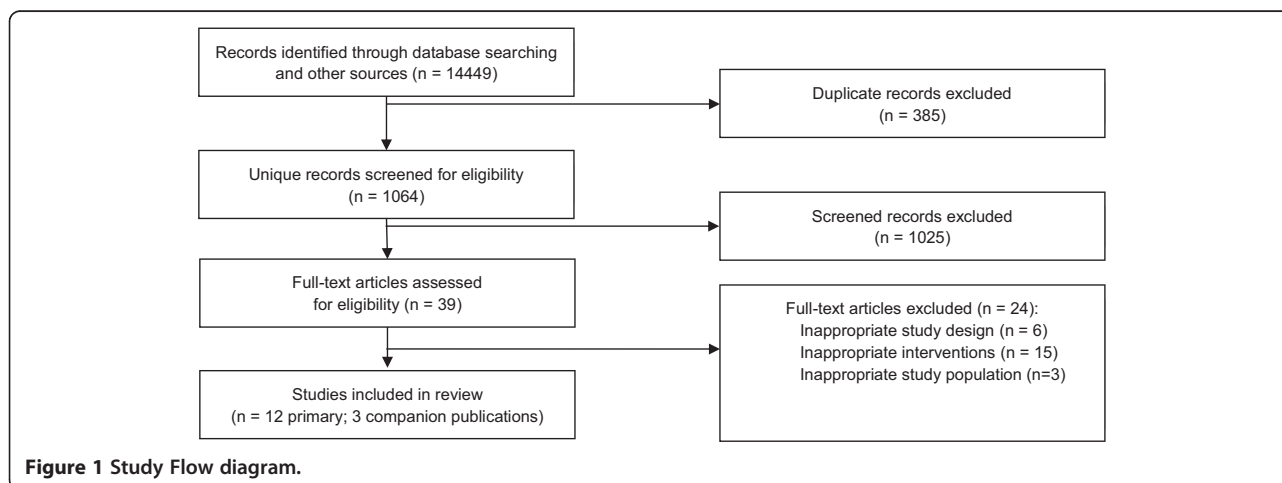 Records identified through database searching
and other sources (n = 14449)
Duplicate records excluded
(n = 385)
Unique records screened for eligibility
(n = 1064)
Screened records excluded
(n = 1025)
Full-text articles assessed
for eligibility (n = 39)
Full-text articles excluded (n = 24):
Inappropriate study design (n = 6)
Inappropriate interventions (n = 15)
Inappropriate study population (n=3)
Studies included in review
(n = 12 primary; 3 companion publications)
Figure 1 Study Flow diagram.